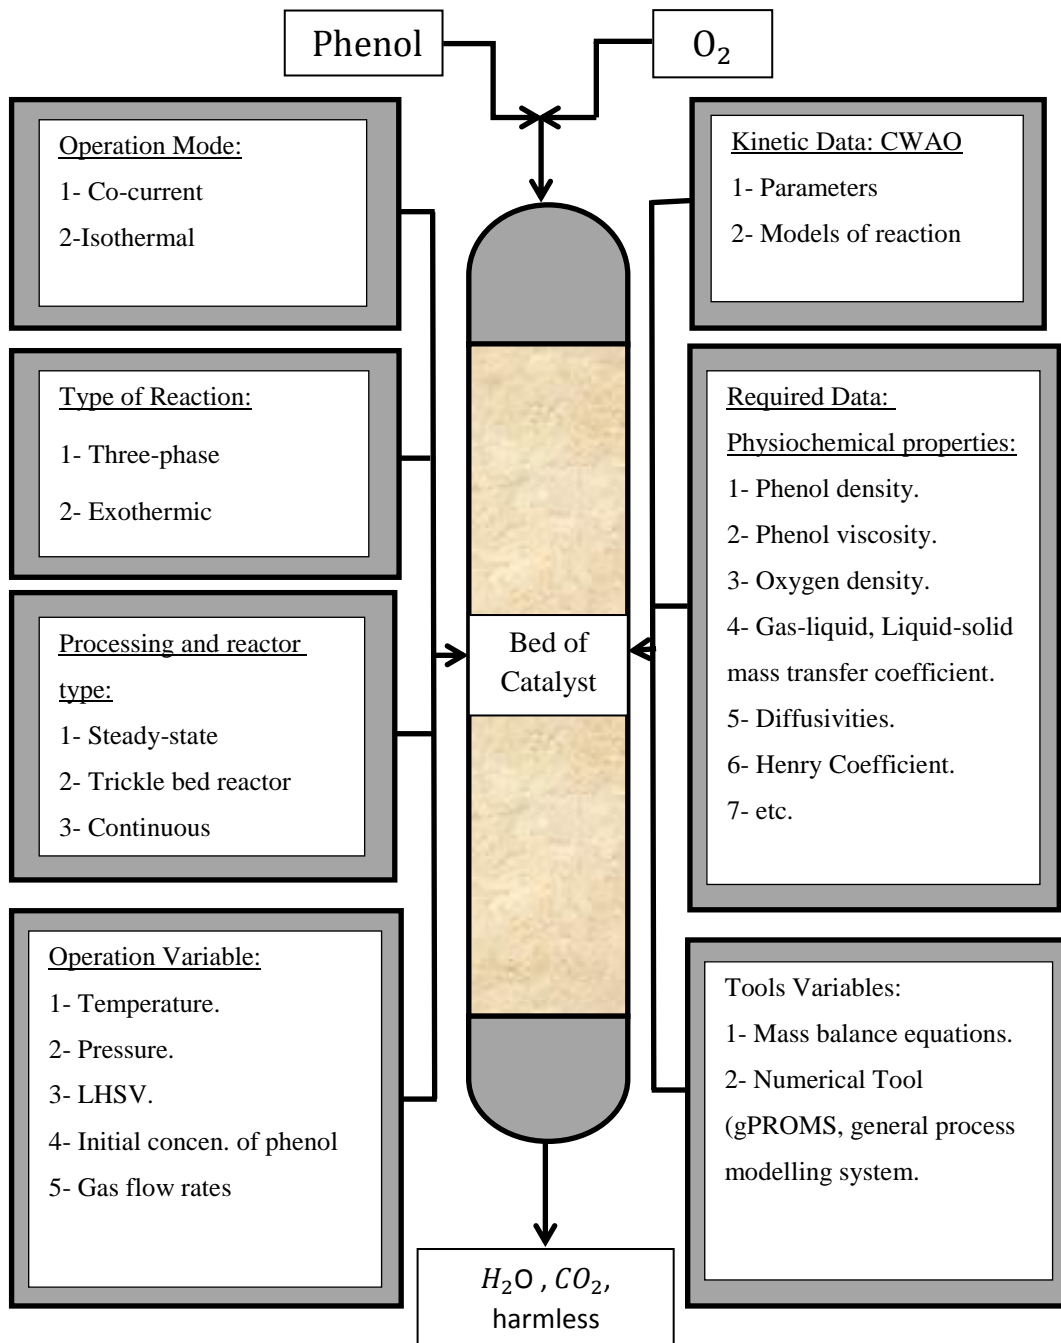 Phenol
O₂
Operation Mode:
1- Co-current
2-Isothermal
Type of Reaction:
1- Three-phase
2- Exothermic
Processing and reactor
type:
1- Steady-state
2- Trickle bed reactor
3- Continuous
Operation Variable:
1- Temperature.
2- Pressure.
3- LHSV.
4- Initial concen. of phenol
5- Gas flow rates
Bed of
Catalyst
Kinetic Data: CWAO
1- Parameters
2- Models of reaction
Required Data:
Physiochemical properties:
1- Phenol density.
2- Phenol viscosity.
3- Oxygen density.
4- Gas-liquid, Liquid-solid
mass transfer coefficient.
5- Diffusivities.
6- Henry Coefficient.
7- etc.
Tools Variables:
1- Mass balance equations.
2- Numerical Tool
(gPROMS, general process
modelling system.
H₂O , CO₂,
harmless